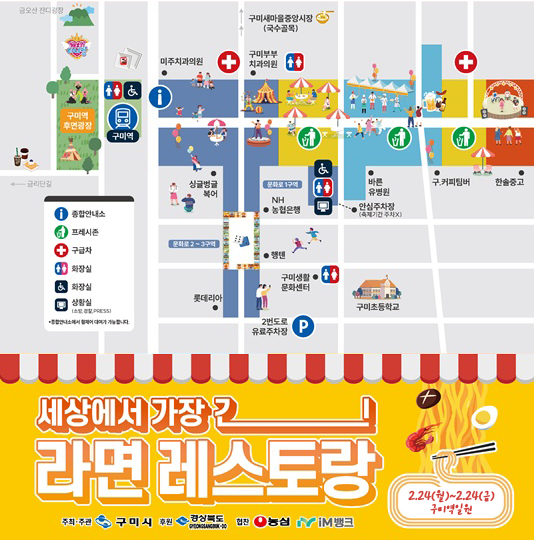 금오산 잔디광장
구미새마을중앙시장
(국수골목)
미주치과의원
구미부부
치과의원
구미역
후면광장
구미역
금리단길
싱글벙글
복어
문화로 1구역
NH
농협은행
안심주차장
(축제기간 주차X)
바른
유병원
구.커피팀버
한솔중고
종합안내소
프레시존
구급차
화장실
화장실
상황실
(소방,경찰,PRESS)
*종합안내소에서 휠체어 대여가 가능합니다.
문화로 2~3구역
행텐
구미생활
문화센터
구미초등학교
롯데리아
2번도로
유료주차장
P
세상에서 가장 긴
라면 레스토랑
2.24(월)~2.24(금)
구미역일원
주최·주관 구미시 후원 경상북도 GYEONGSANGBUK-DO 협찬 농심 iM뱅크